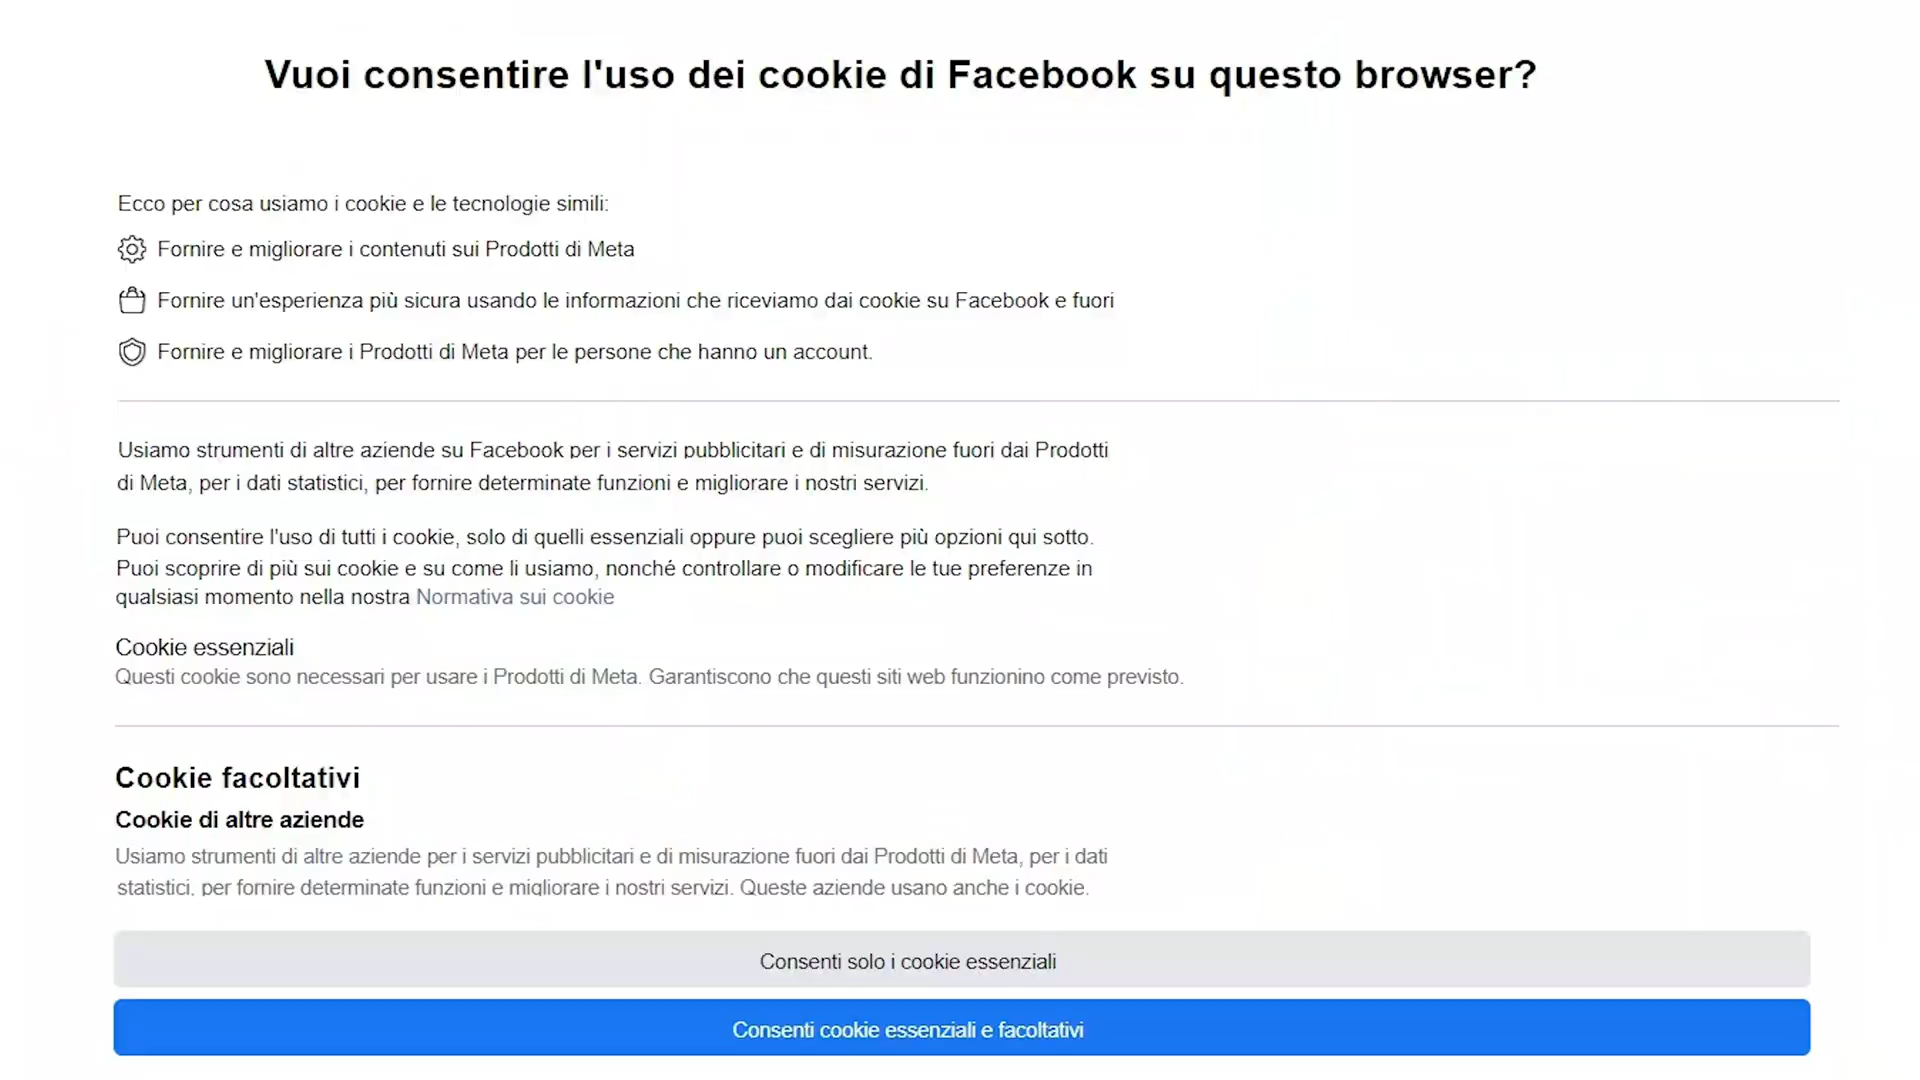 Vuoi consentire l'uso dei cookie di Facebook su questo browser?
Ecco per cosa usiamo i cookie e le tecnologie simili:
Fornire e migliorare i contenuti sui Prodotti di Meta
Fornire un'esperienza più sicura usando le informazioni che riceviamo dai cookie su Facebook e fuori
Fornire e migliorare i Prodotti di Meta per le persone che hanno un account.
Usiamo strumenti di altre aziende su Facebook per i servizi pubblicitari e di misurazione fuori dai Prodotti
di Meta, per i dati statistici, per fornire determinate funzioni e migliorare i nostri servizi.
Puoi consentire l'uso di tutti i cookie, solo di quelli essenziali oppure puoi scegliere più opzioni qui sotto.
Puoi scoprire di più sui cookie e su come li usiamo, nonché controllare o modificare le tue preferenze in
qualsiasi momento nella nostra Normativa sui cookie
Cookie essenziali
Questi cookie sono necessari per usare i Prodotti di Meta. Garantiscono che questi siti web funzionino come previsto.
Cookie facoltativi
Cookie di altre aziende
Usiamo strumenti di altre aziende per i servizi pubblicitari e di misurazione fuori dai Prodotti di Meta, per i dati
statistici, per fornire determinate funzioni e migliorare i nostri servizi. Queste aziende usano anche i cookie.
Consenti solo i cookie essenziali
Consenti cookie essenziali e facoltativi